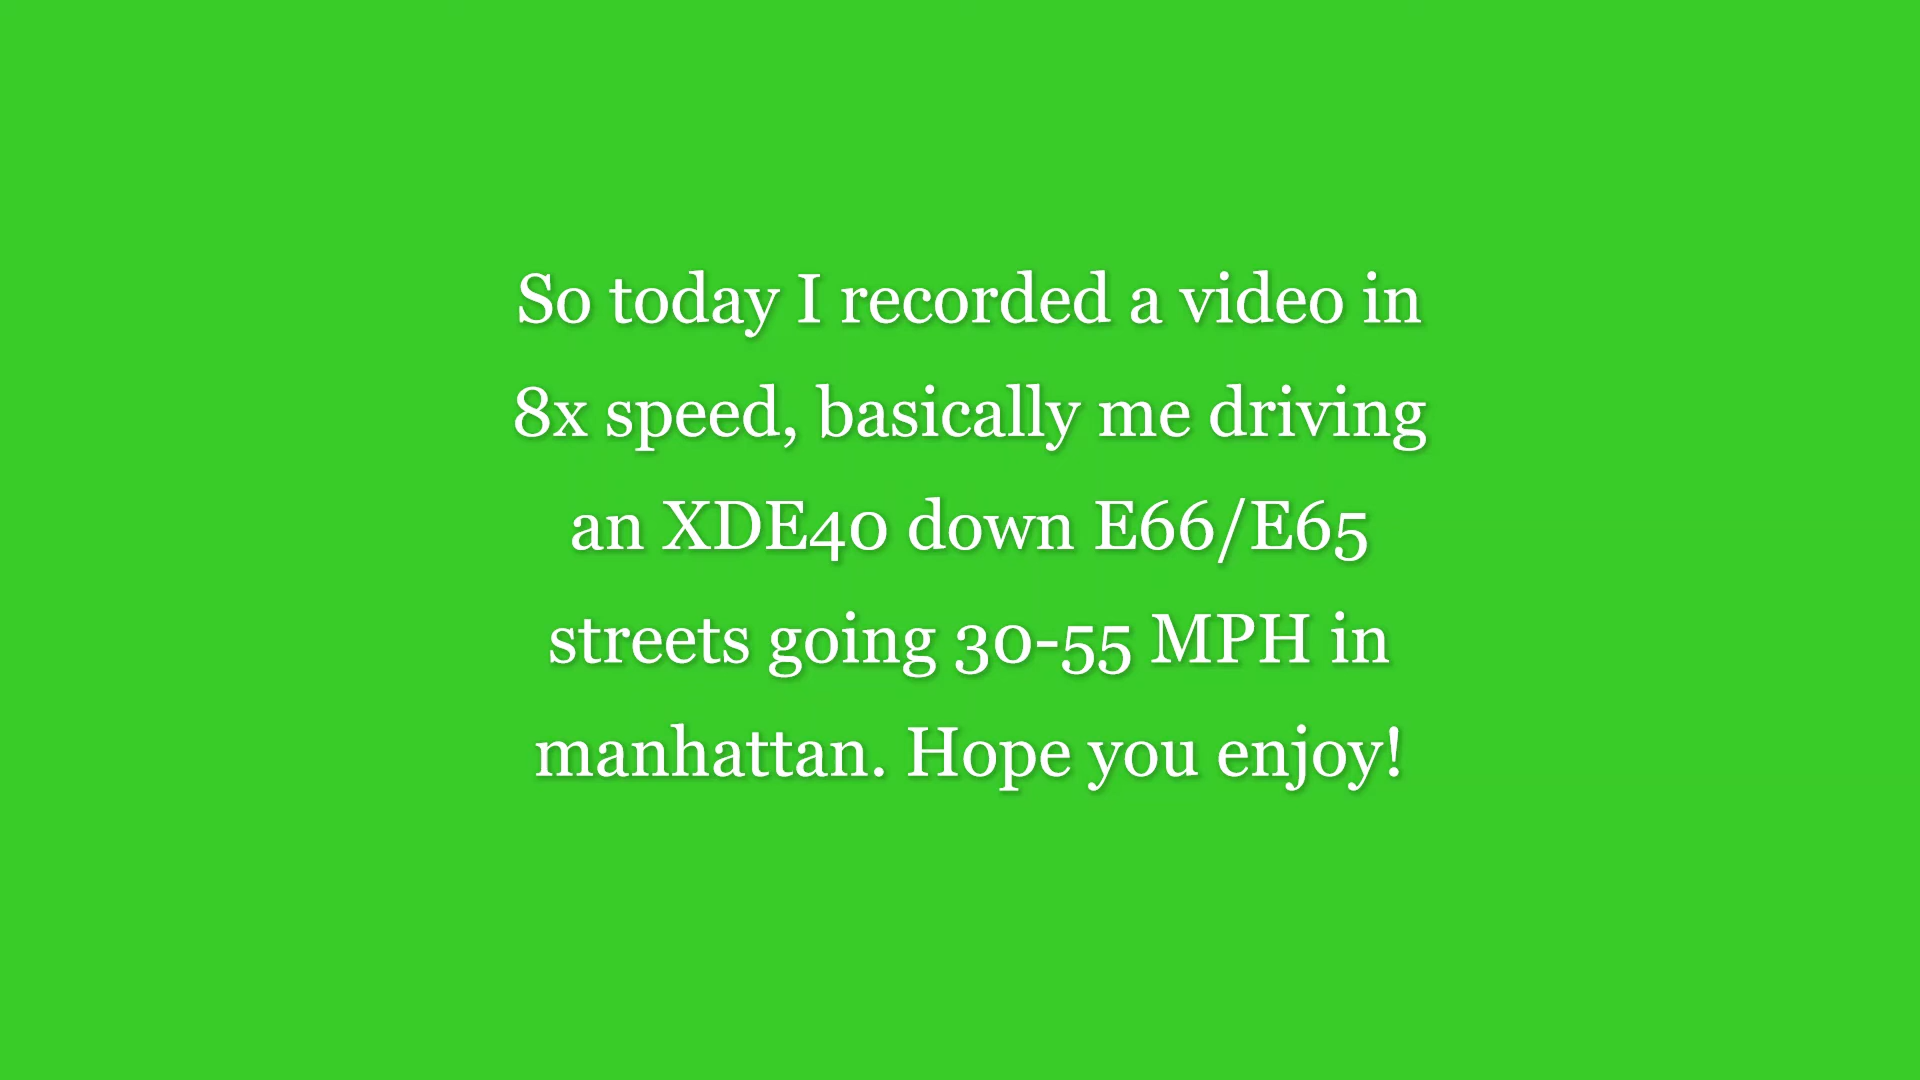 So today I recorded a video in
8x speed, basically me driving
an XDE40 down E66/E65
streets going 30-55 MPH in
manhattan. Hope you enjoy!